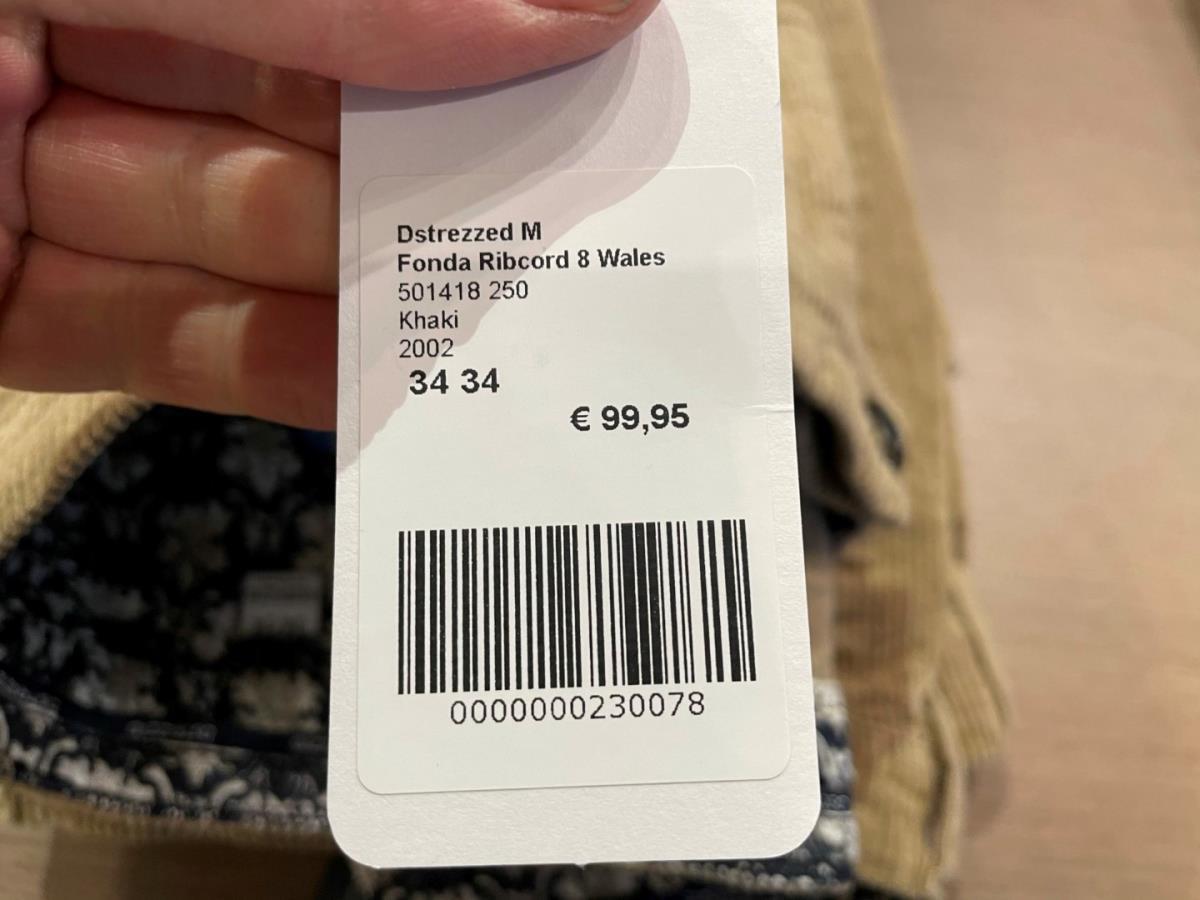 Dstrezzed M
Fonda Ribcord 8 Wales
501418 250
Khaki
2002
34 34
€ 99,95
0000000230078